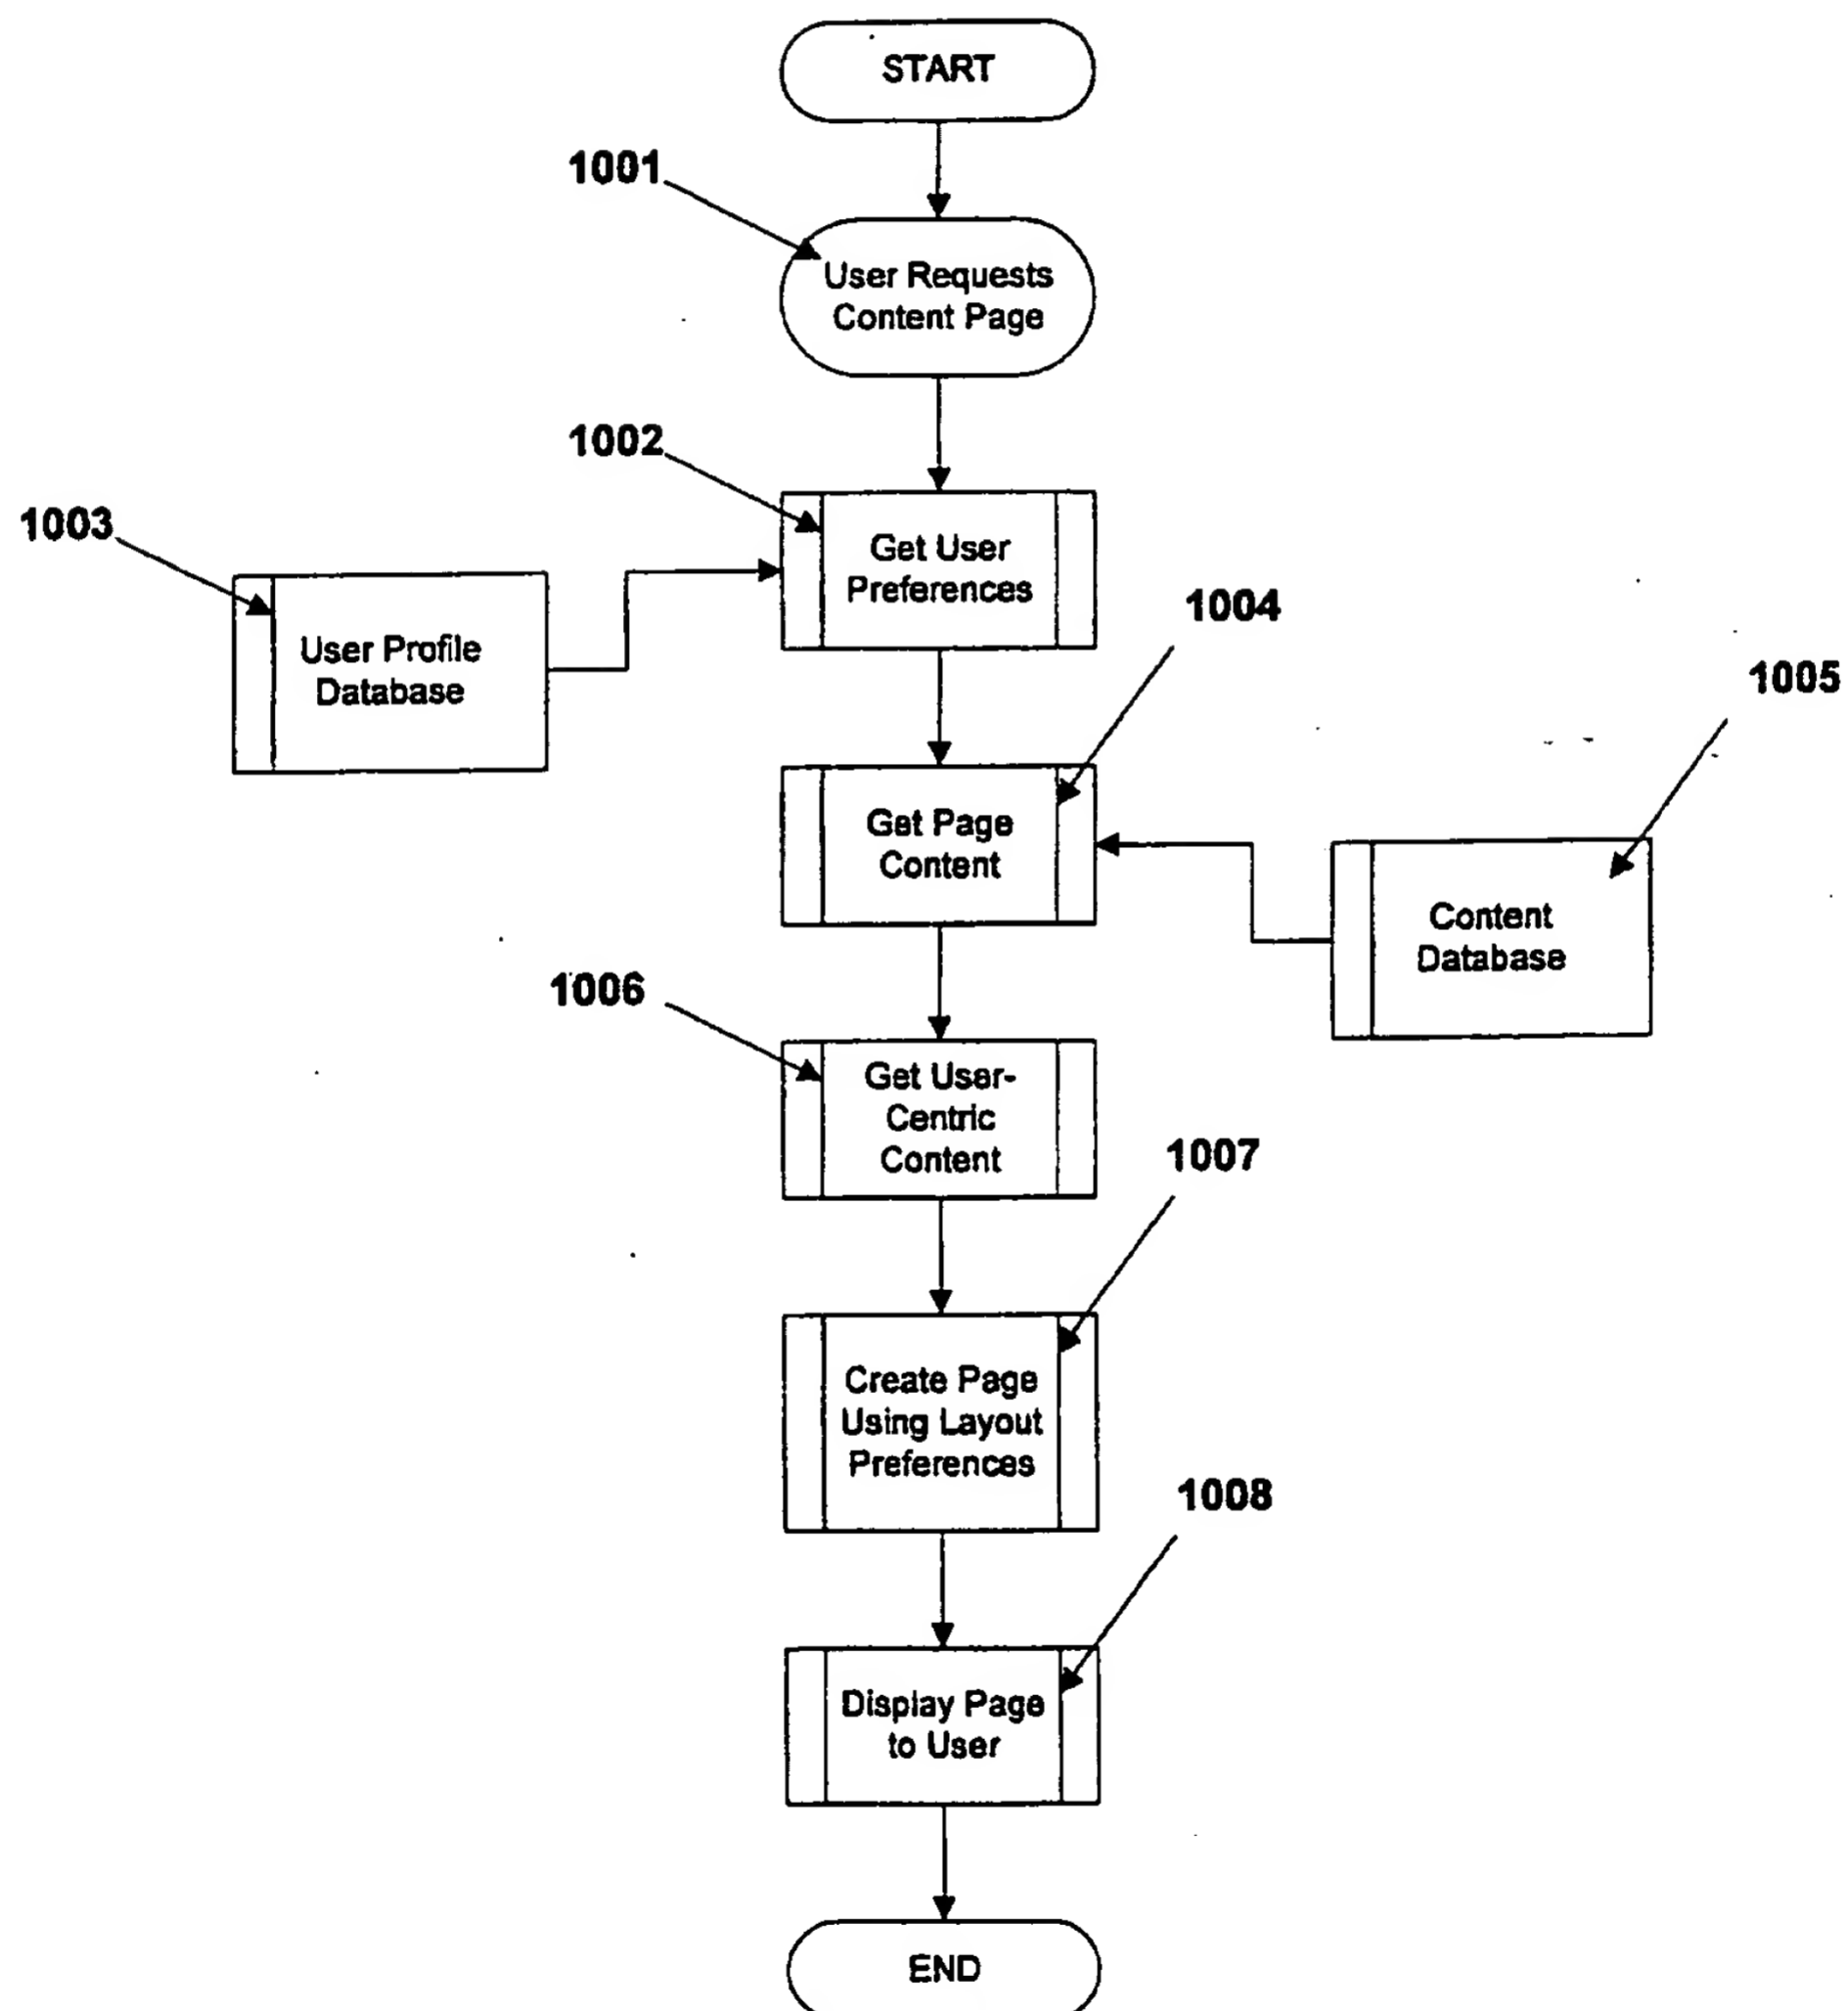 START
1001
User Requests
Content Page
1002
1003
Get User
Preferences
1004
User Profile
Database
1005
Get Page
Content
Content
Database
1006
Get User-
Centric
Content
1007
Create Page
Using Layout
Preferences
1008
Display Page
to User
END